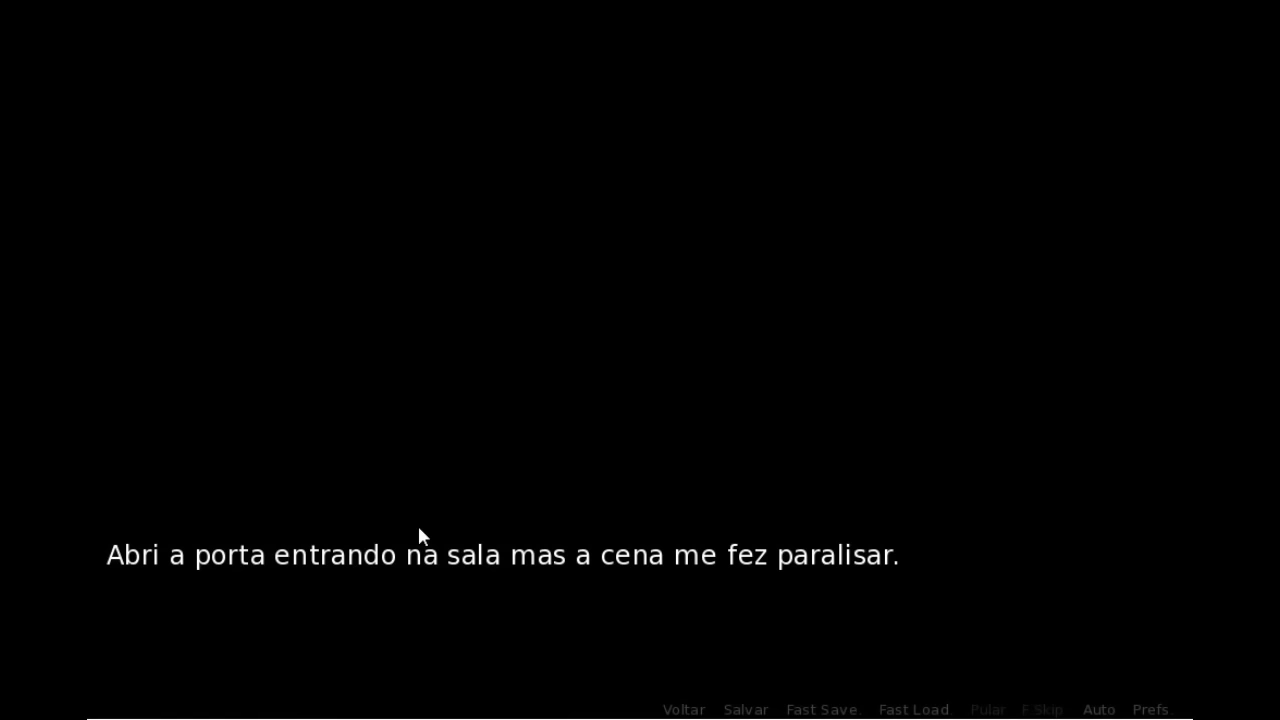 Abri a porta entrando na sala mas a cena me fez paralisar.
Voltar Salvar Fast Save. Fast Load Pular F.Skip Auto Prefs.